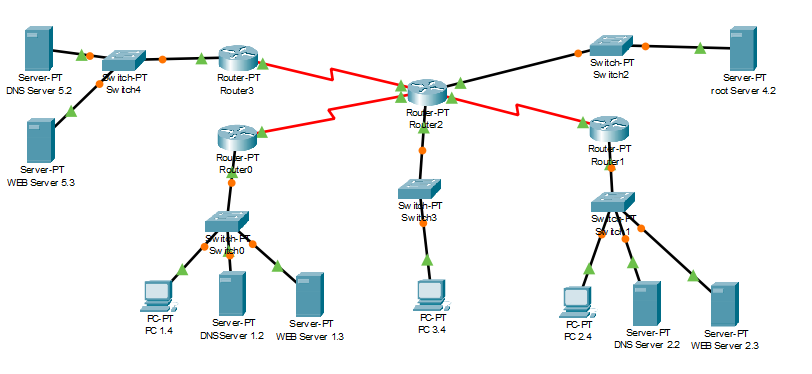 Server-PT
DNS Server 5.2
Switch-PT
Switch4
Router-PT
Router3
Switch-PT
Switch2
Server-PT
root Server 4.2
Router-PT
Router2
Server-PT
WEB Server 5.3
Router-PT
Router0
Router-PT
Router1
Switch-PT
Switch3
Switch-PT
Switch0
Switch-PT
Switch1
PC-PT
PC 1.4
Server-PT
DNSServer 1.2
Server-PT
WEB Server 1.3
PC-PT
PC 3.4
PC-PT
PC 2.4
Server-PT
DNS Server 2.2
Server-PT
WEB Server 2.3